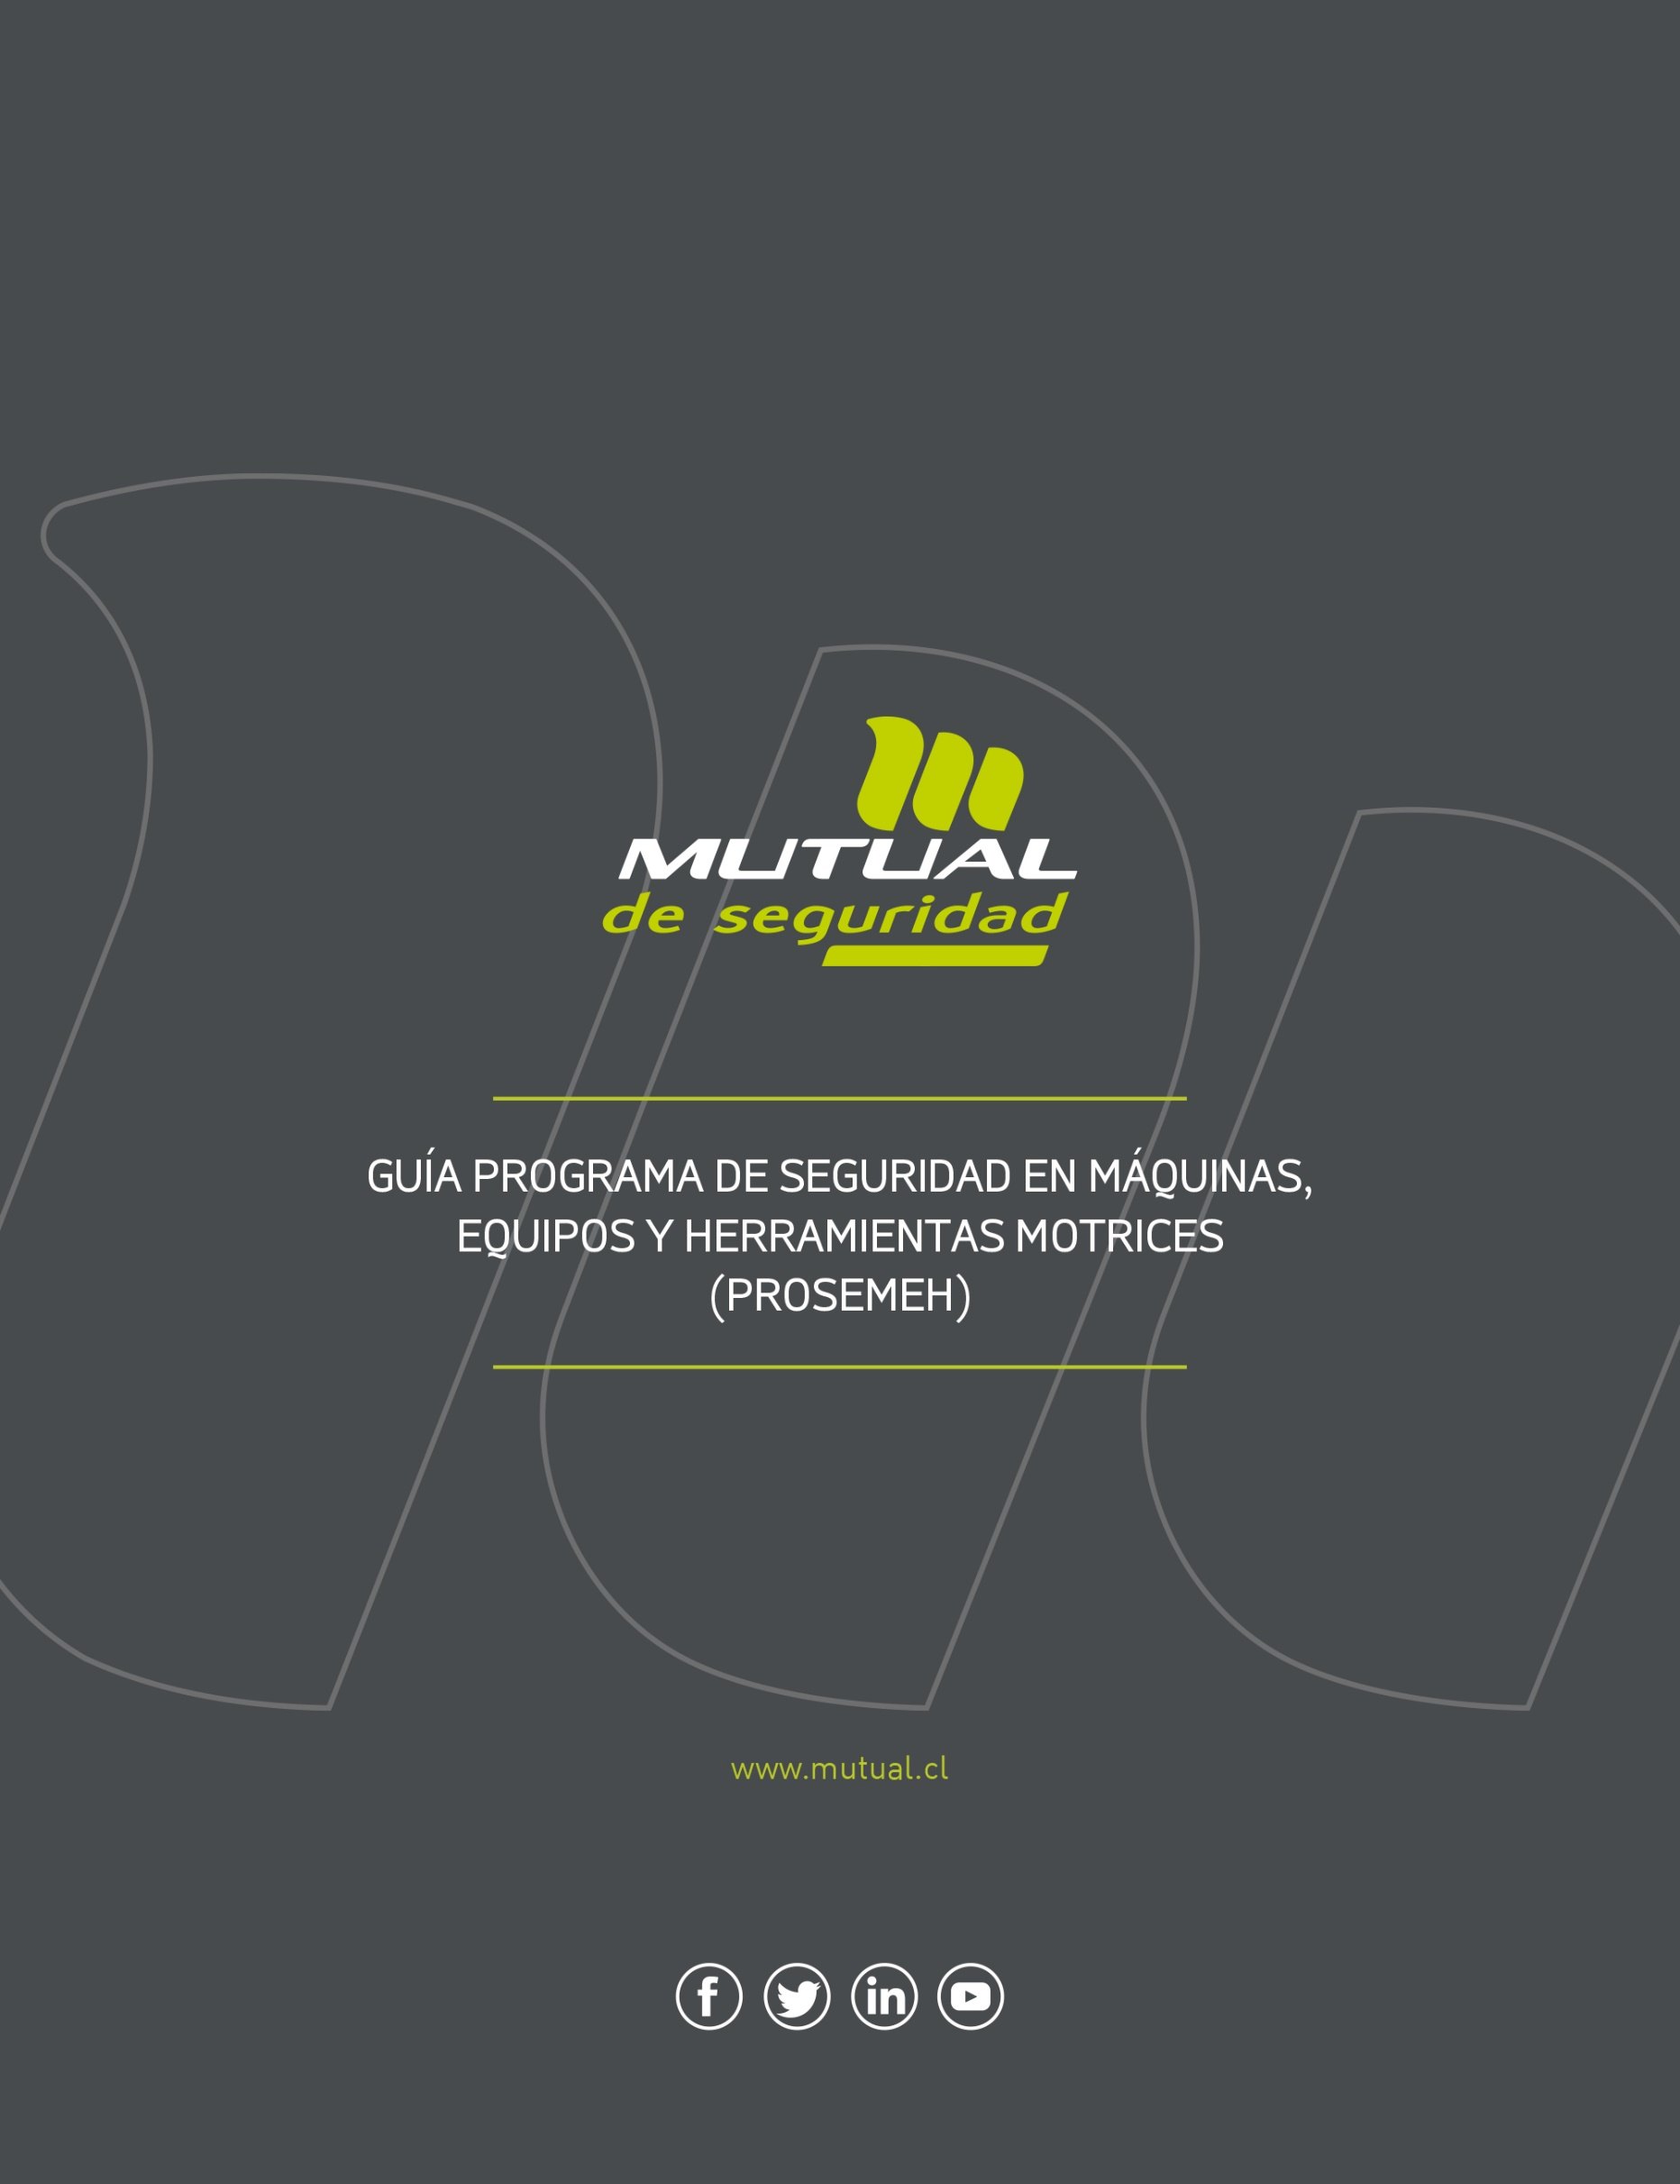 MUTUAL
de seguridad
GUÍA PROGRAMA DE SEGURIDAD EN MÁQUINAS,
EQUIPOS Y HERRAMIENTAS MOTRICES
(PROSEMEH)
www.mutual.cl